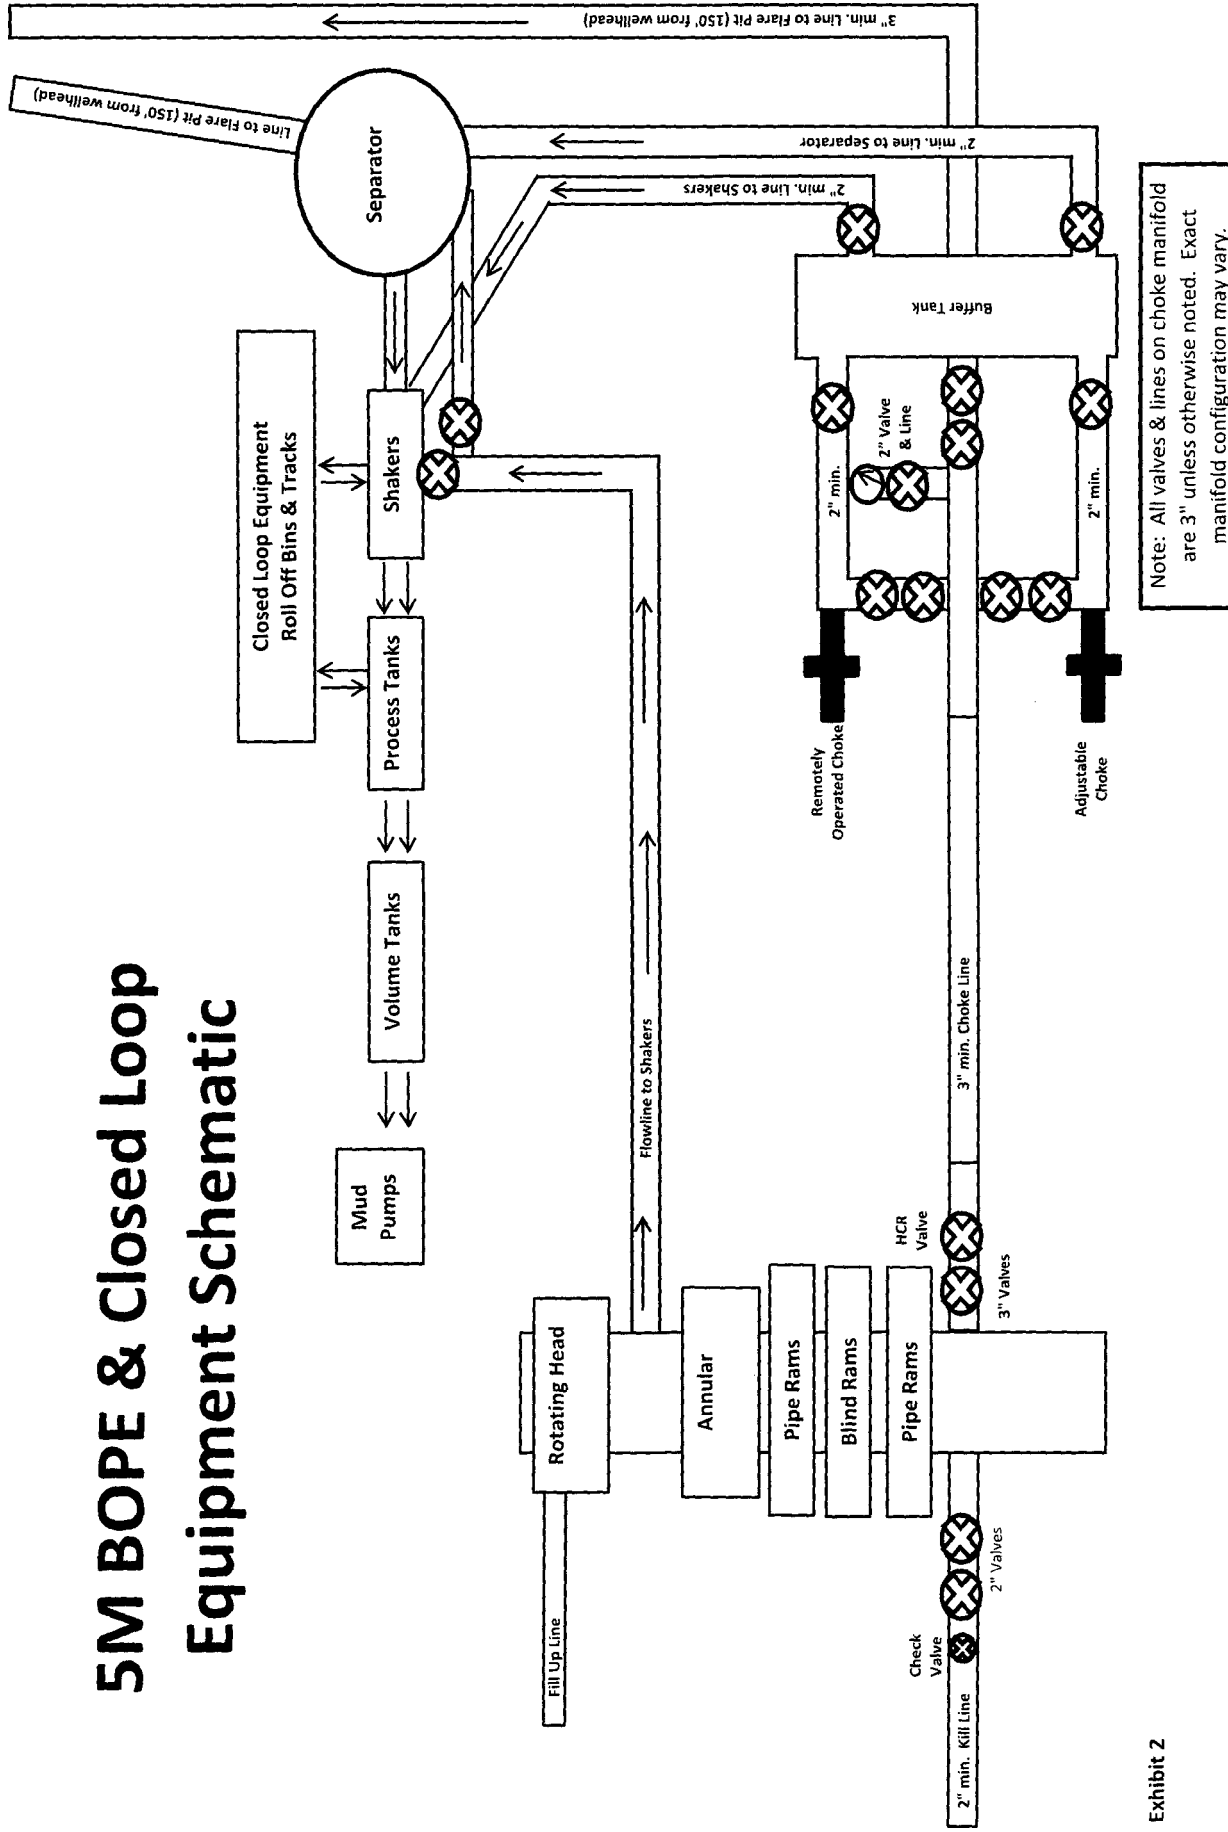 5M BOPE & Closed Loop
Equipment Schematic
Closed Loop Equipment
Roll Off Bins & Tracks
Line to Flare Pit (150' from wellhead)
3" min. Line to Flare Pit (150' from wellhead)
Mud
Pumps
Volume Tanks
Process Tanks
Shakers
Separator
Fill Up Line
Rotating Head
Flowline to Shakers
2" min. Line to Shakers
2" min. Line to Separator
Annular
Pipe Rams
Blind Rams
Pipe Rams
Remotely
Operated Choke
2" min.
2" Valve
& Line
Buffer Tank
HCR
Valve
Check
Valve
2" min. Kill Line
2" Valves
3" Valves
3" min. Choke Line
Adjustable
Choke
2" min.
Note: All valves & lines on choke manifold
are 3" unless otherwise noted. Exact
manifold configuration may vary.
Exhibit 2